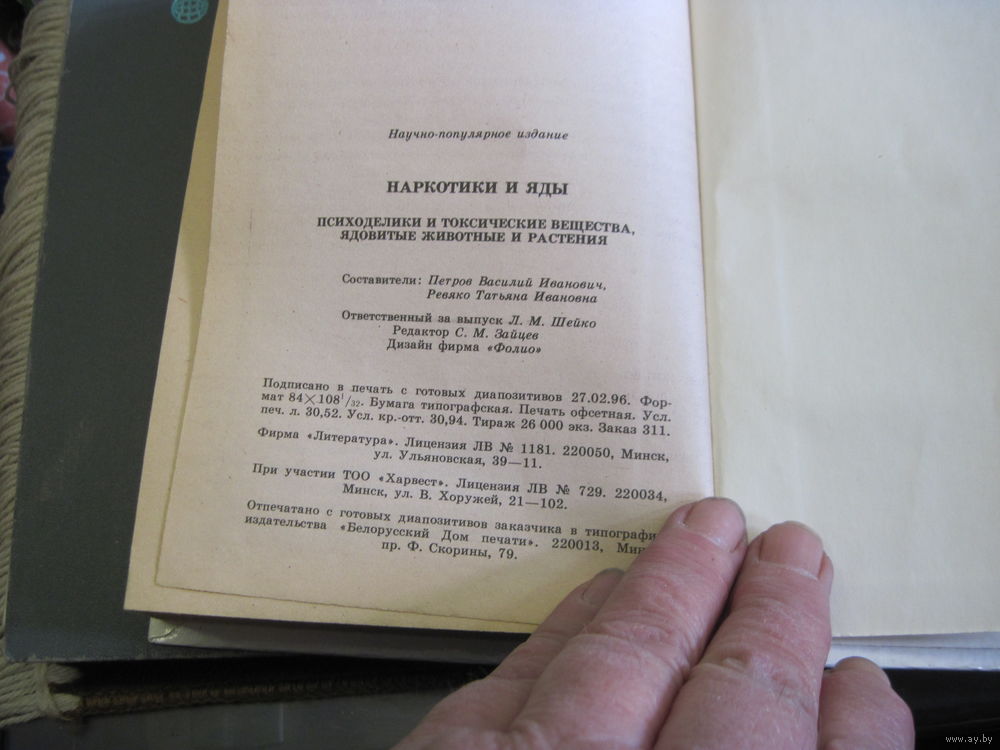 Научно-популярное издание
НАРКОТИКИ И ЯДЫ
ПСИХОДЕЛИКИ И ТОКСИЧЕСКИЕ ВЕЩЕСТВА,
ЯДОВИТЫЕ ЖИВОТНЫЕ И РАСТЕНИЯ
Составители: Петров Василий Иванович,
Ревяко Татьяна Ивановна
Ответственный за выпуск Л. М. Шейко
Редактор С. М. Зайцев
Дизайн фирма «Фолио»
Подписано в печать с готовых диапозитивов 27.02.96. Фор-
мат 84×108¹/₃₂. Бумага типографская. Печать офсетная. Усл.
печ. л. 30,52. Усл. кр.-отт. 30,94. Тираж 26 000 экз. Заказ 311.
Фирма «Литература». Лицензия ЛВ № 1181. 220050, Минск,
ул. Ульяновская, 39—11.
При участии ТОО «Харвест». Лицензия ЛВ № 729. 220034,
Минск, ул. В. Хоружей, 21—102.
Отпечатано с готовых диапозитивов заказчика в типографи
издательства «Белорусский Дом печати». 220013, Мин
пр. Ф. Скорины, 79.
www.ay.by